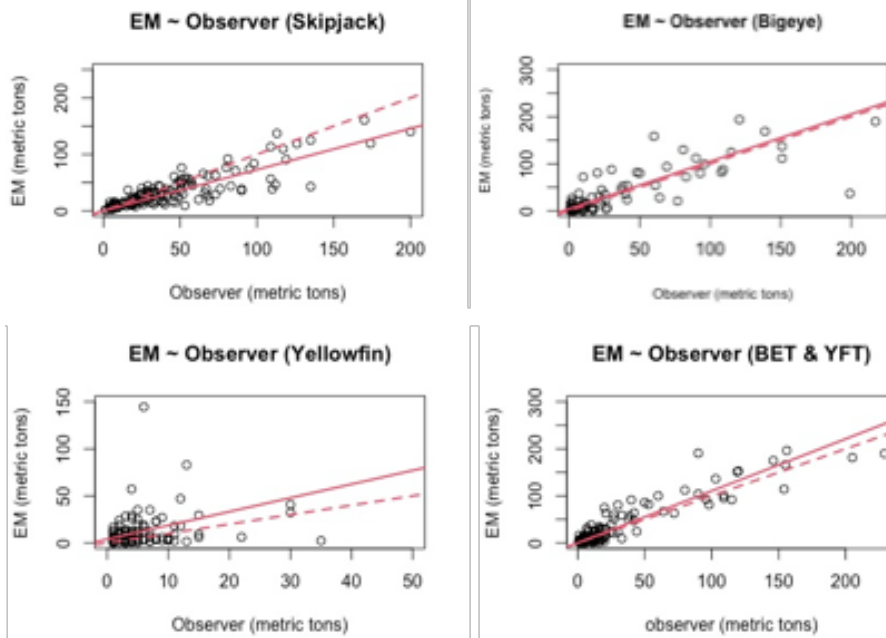 EM ~ Observer (Skipjack)
EM (metric tons)
200
100
0
0 50 100 150 200
Observer (metric tons)
EM ~ Observer (Bigeye)
EM (metric tons)
300
200
100
0
0 50 100 150 200
Observer (metric tons)
EM ~ Observer (Yellowfin)
EM (metric tons)
150
100
50
0
0 10 20 30 40 50
Observer (metric tons)
EM ~ Observer (BET & YFT)
EM (metric tons)
300
200
100
0
0 50 100 150 200
observer (metric tons)